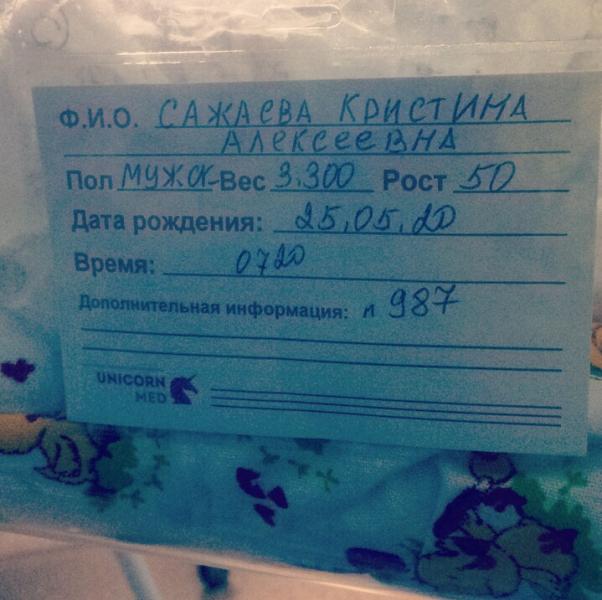 Ф.И.О. САЖАЕВА КРИСТИНА
АЛЕКСЕЕВНА
Пол МУЖСК Вес 3.300 Рост 50
Дата рождения: 25.05.20
Время: 0720
Дополнительная информация: л 987
UNICORN
MED